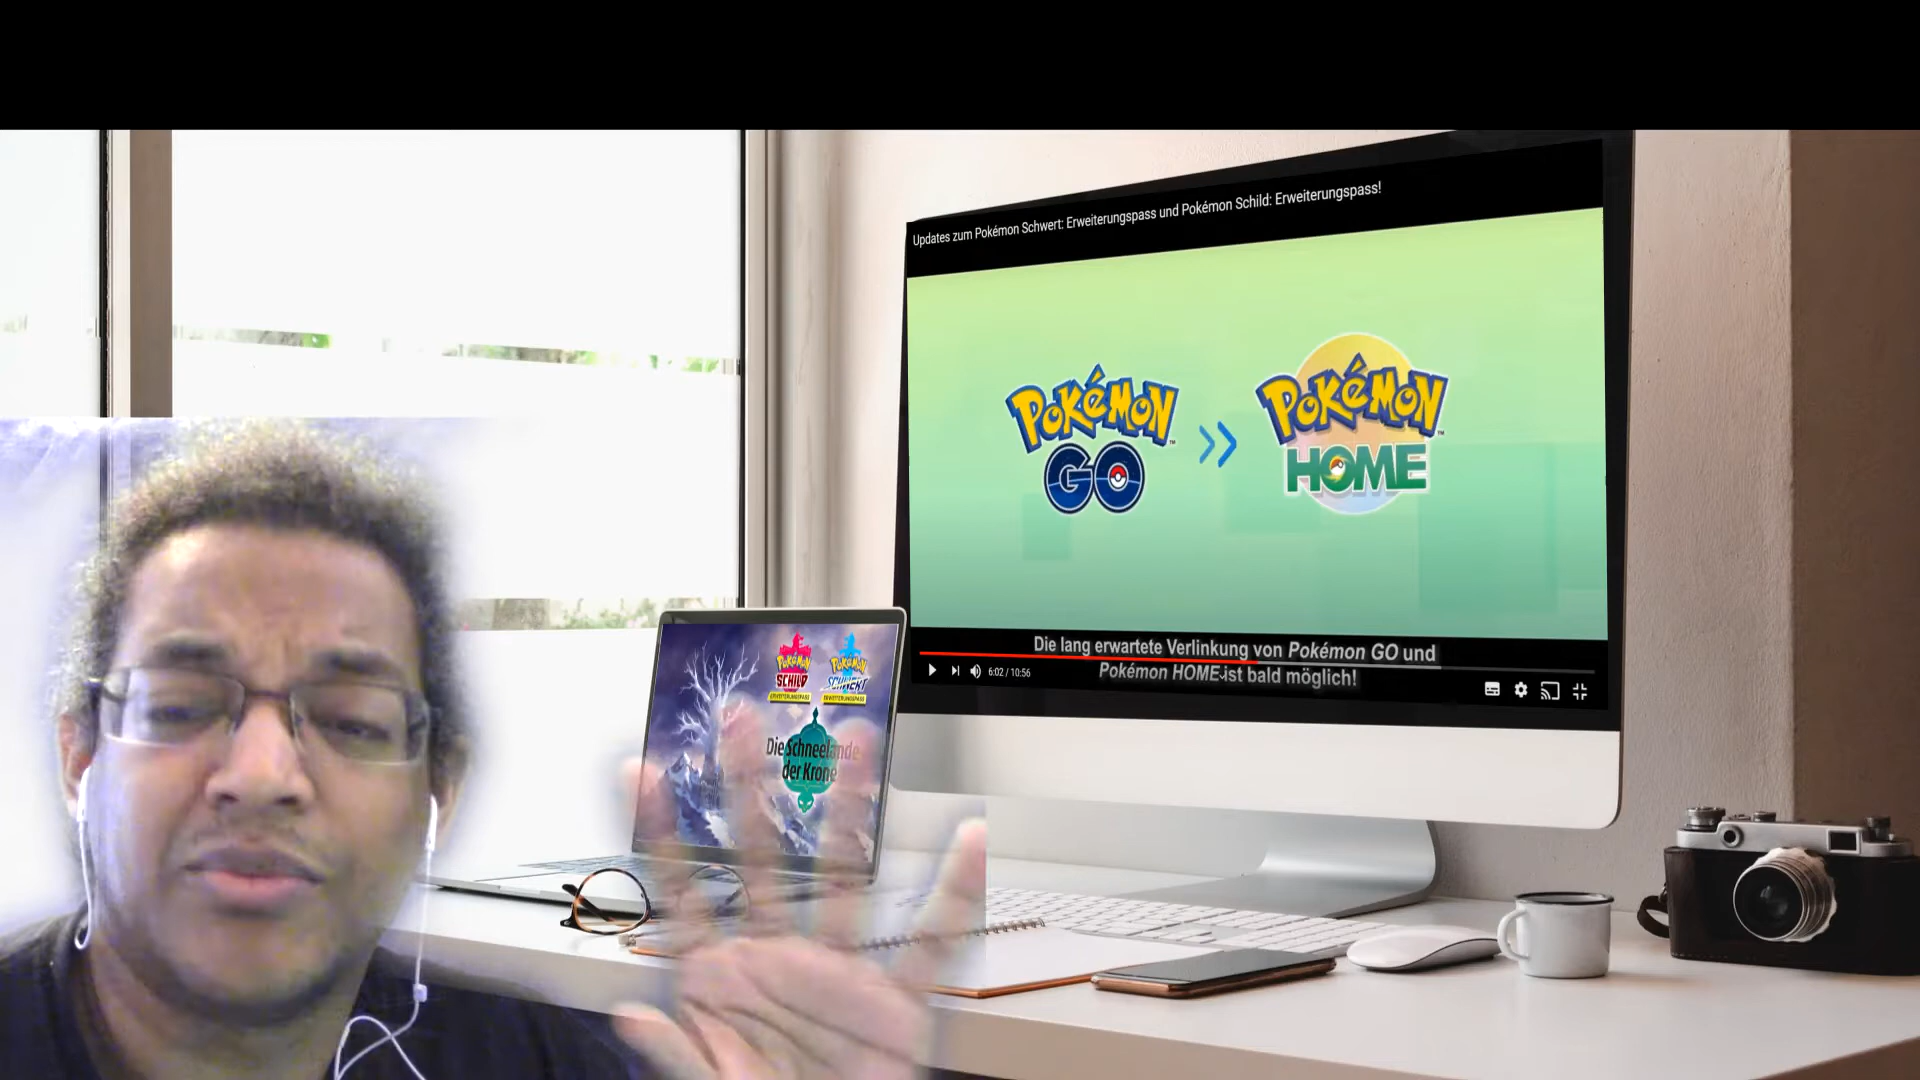 Updates zum Pokémon Schwert: Erweiterungspass und Pokémon Schild: Erweiterungspass!
POKÉMON
GO
POKÉMON
HOME
Die lang erwartete Verlinkung von Pokémon GO und
Pokémon HOME ist bald möglich!
6:02 / 10:56
POKÉMON
SCHILD
ERWEITERUNGSPASS
POKÉMON
SCHWERT
ERWEITERUNGSPASS
Die Schneelande
der Krone